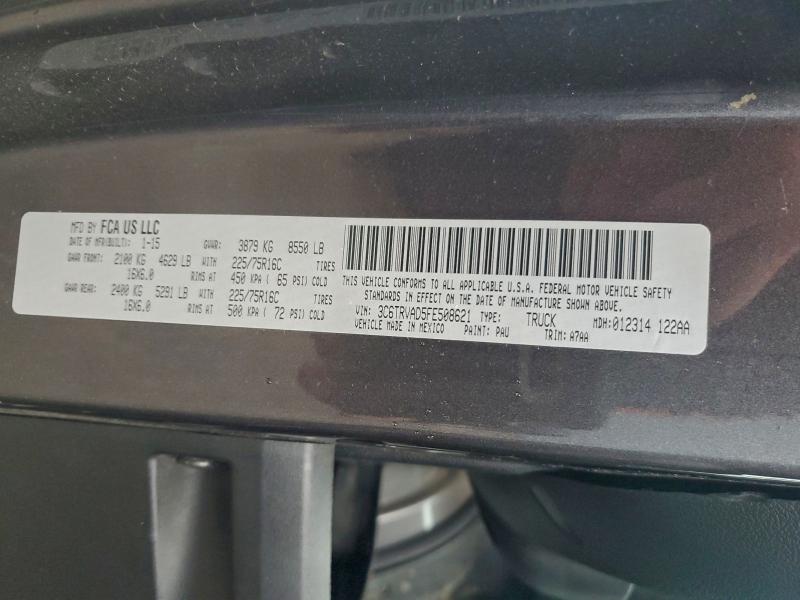 MFD BY FCA US LLC
DATE OF MFR(BUILT): 1-15 GVWR: 3879 KG 8550 LB
GAWR FRONT: 2100 KG 4629 LB WITH 225/75R16C TIRES
16X6.0 RIMS AT 450 KPA ( 65 PSI) COLD
GAWR REAR: 2400 KG 5291 LB WITH 225/75R16C TIRES
16X6.0 RIMS AT 500 KPA ( 72 PSI) COLD
THIS VEHICLE CONFORMS TO ALL APPLICABLE U.S.A. FEDERAL MOTOR VEHICLE SAFETY
STANDARDS IN EFFECT ON THE DATE OF MANUFACTURE SHOWN ABOVE.
VIN: 3C6TRVAD5FE508621 TYPE: TRUCK MDH:012314 122AA
VEHICLE MADE IN MEXICO PAINT: PAU TRIM: A7AA